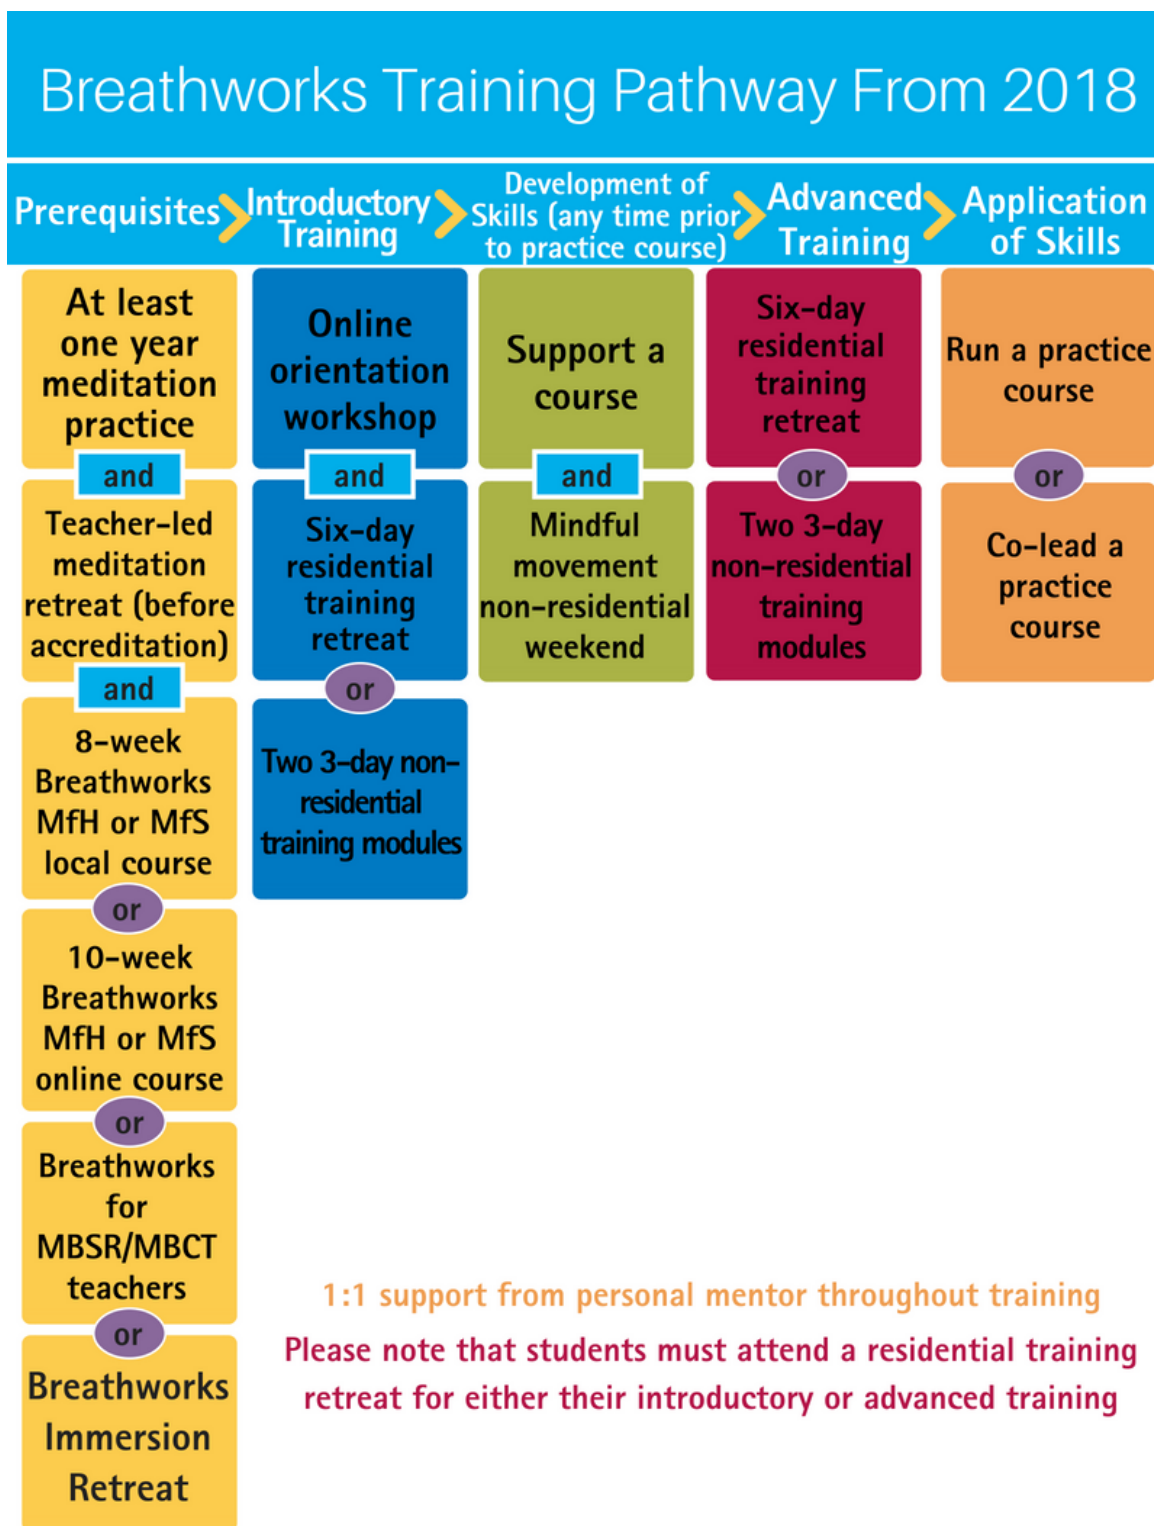 Breathworks Training Pathway From 2018
Prerequisites
Introductory
Training
Development of
Skills (any time prior
to practice course)
Advanced
Training
Application
of Skills
At least
one year
meditation
practice
and
Teacher-led
meditation
retreat (before
accreditation)
and
8-week
Breathworks
MfH or MfS
local course
or
10-week
Breathworks
MfH or MfS
online course
or
Breathworks
for
MBSR/MBCT
teachers
or
Breathworks
Immersion
Retreat
Online
orientation
workshop
and
Six-day
residential
training
retreat
or
Two 3-day non-
residential
training modules
Support a
course
and
Mindful
movement
non-residential
weekend
Six-day
residential
training
retreat
or
Two 3-day
non-residential
training
modules
Run a practice
course
or
Co-lead a
practice
course
1:1 support from personal mentor throughout training
Please note that students must attend a residential training
retreat for either their introductory or advanced training